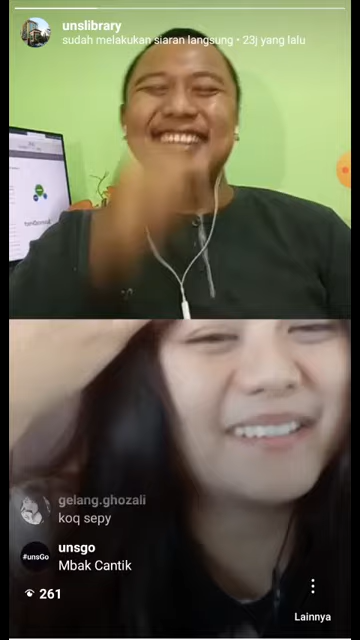 unslibrary
sudah melakukan siaran langsung • 23j yang lalu
gelang.ghozali
koq sepy
#unsGo
unsgo
Mbak Cantik
261
Lainnya